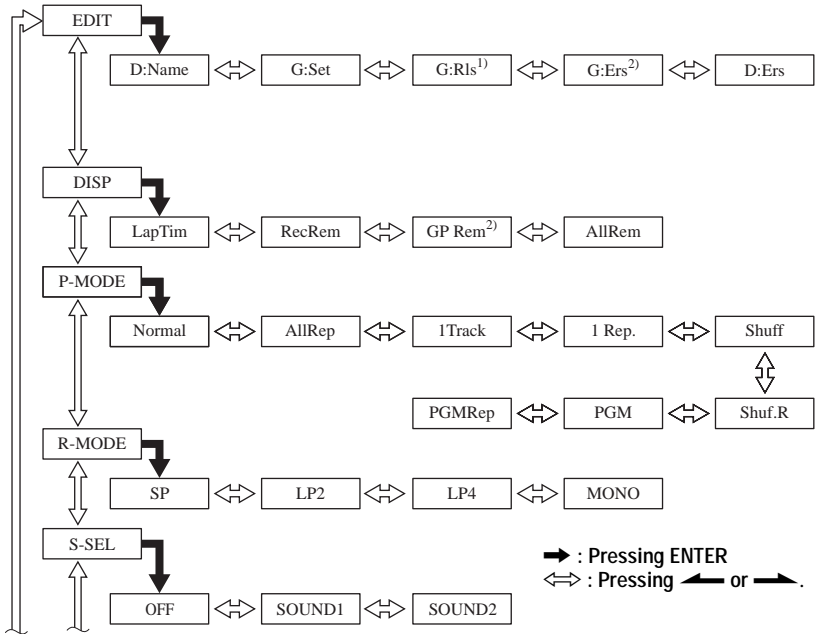 EDIT
D:Name G:Set G:Rls1) G:Ers2) D:Ers
DISP
LapTim RecRem GP Rem2) AllRem
P-MODE
Normal AllRep 1Track 1 Rep. Shuff
PGMRep PGM Shuf.R
R-MODE
SP LP2 LP4 MONO
S-SEL
OFF SOUND1 SOUND2
: Pressing ENTER
: Pressing or .